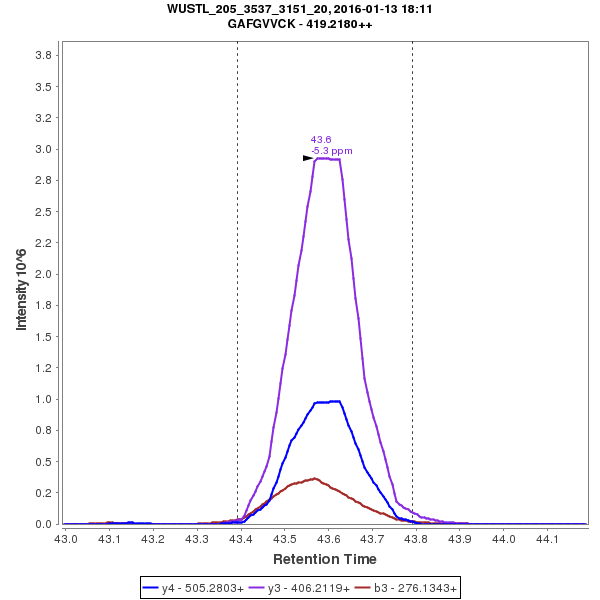 WUSTL_205_3537_3151_20, 2016-01-13 18:11
GAFGVVCK - 419.2180++
3.8
3.5
3.2
3.0
2.8
2.5
2.2
2.0
1.8
1.5
1.2
1.0
0.8
0.5
0.2
0.0
Intensity 10^6
43.6
-5.3 ppm
43.0 43.1 43.2 43.3 43.4 43.5 43.6 43.7 43.8 43.9 44.0 44.1
Retention Time
y4 - 505.2803+ y3 - 406.2119+ b3 - 276.1343+